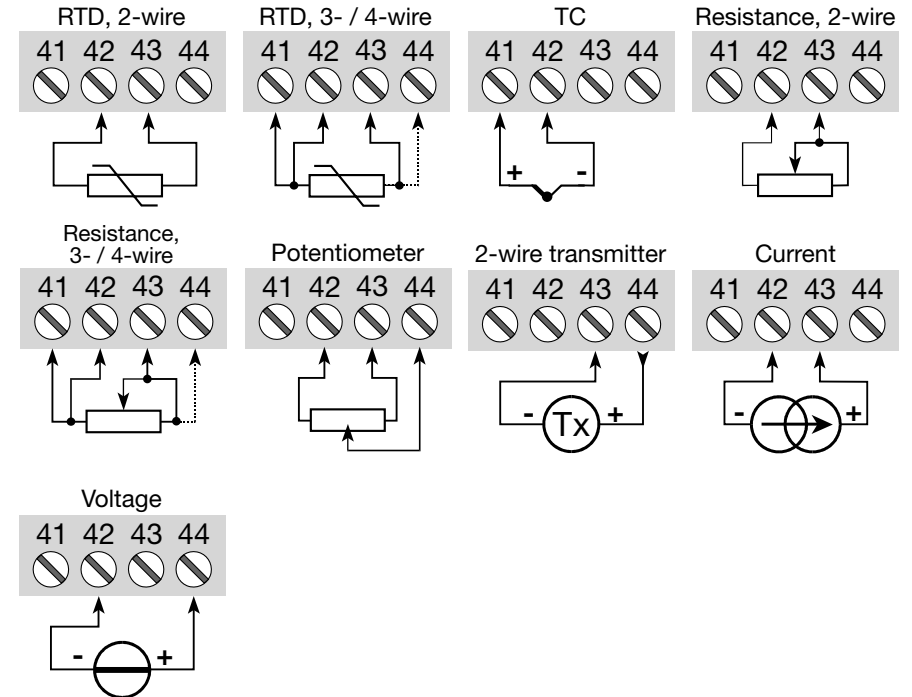 RTD, 2-wire
41 42 43 44
RTD, 3- / 4-wire
41 42 43 44
TC
41 42 43 44
+ -
Resistance, 2-wire
41 42 43 44
Resistance,
3- / 4-wire
41 42 43 44
Potentiometer
41 42 43 44
2-wire transmitter
41 42 43 44
- Tx +
Current
41 42 43 44
- +
Voltage
41 42 43 44
- +